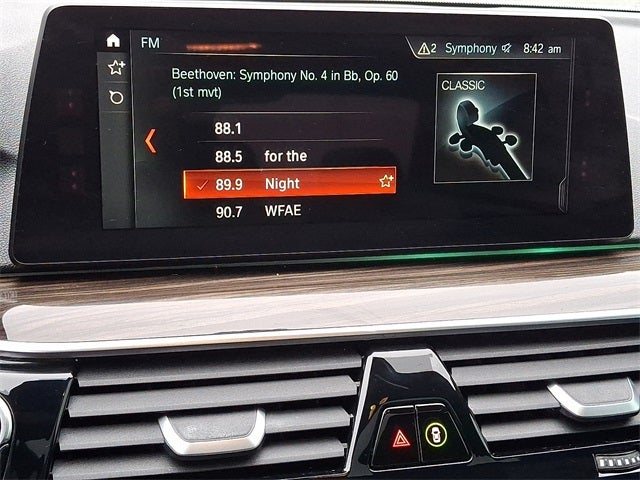 FM
2 Symphony 8:42 am
Beethoven: Symphony No. 4 in Bb, Op. 60
(1st mvt)
CLASSIC
88.1
88.5 for the
89.9 Night
90.7 WFAE